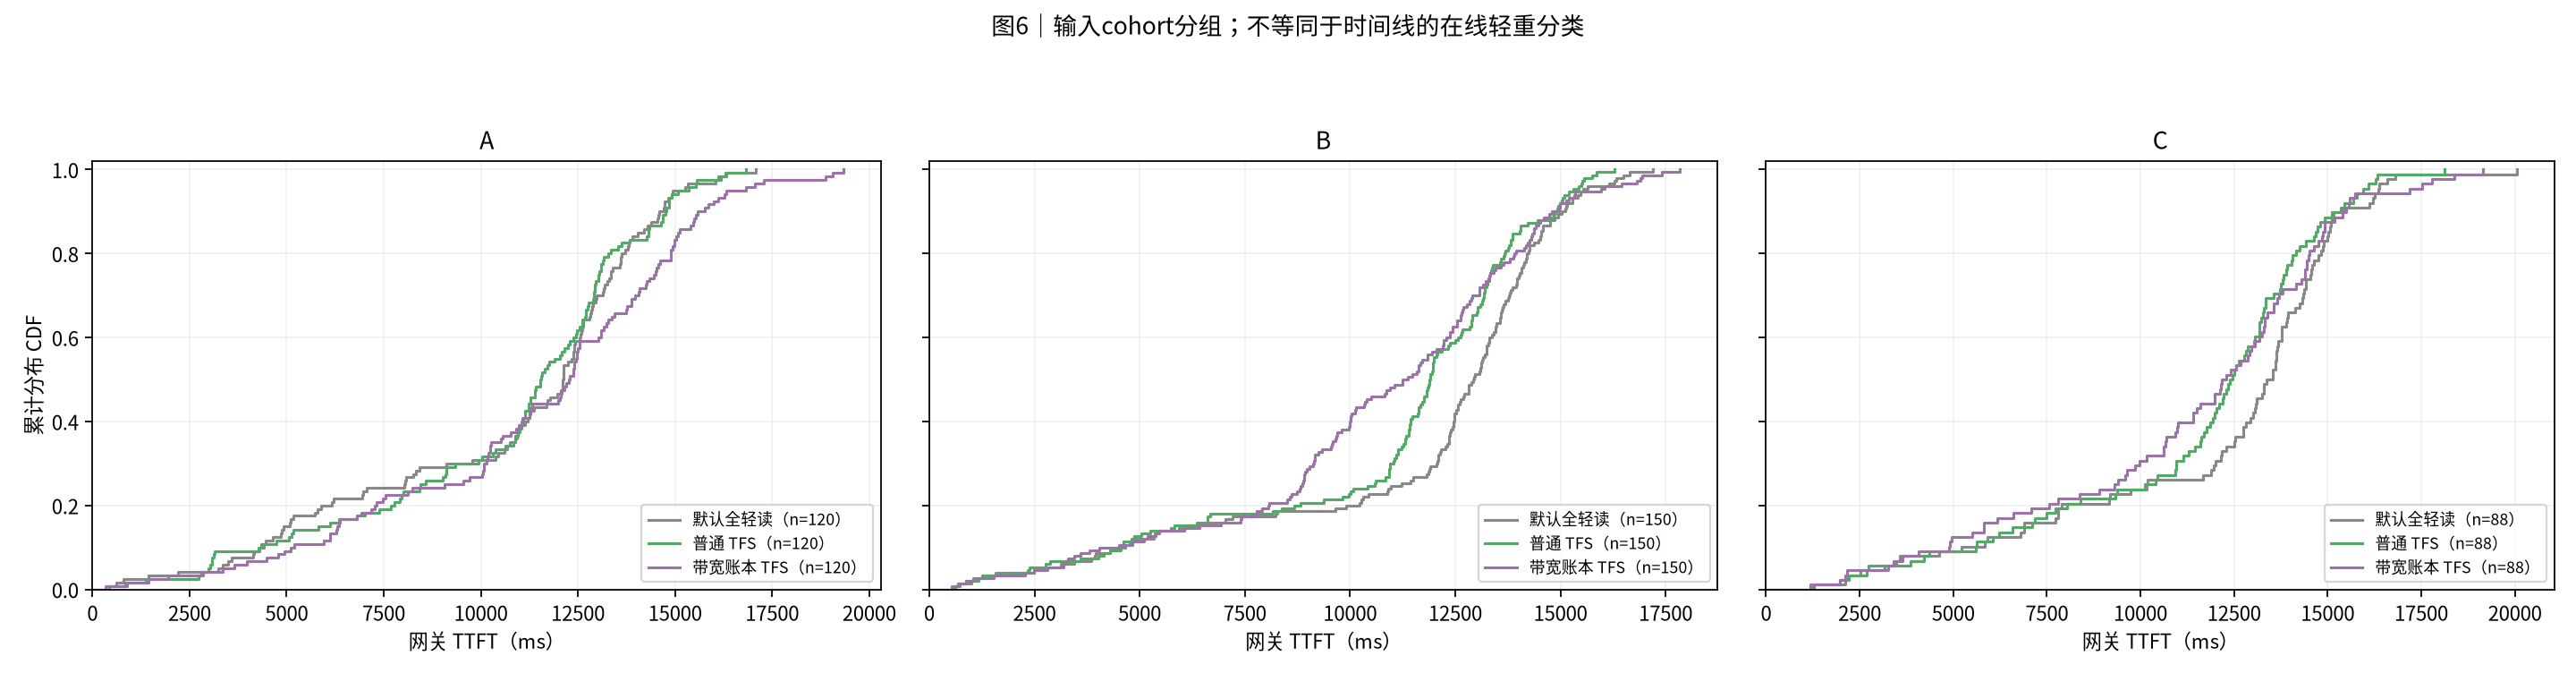 图6｜输入cohort分组；不等同于时间线的在线轻重分类
A
累计分布 CDF
1.0
0.8
0.6
0.4
0.2
0.0
0 2500 5000 7500 10000 12500 15000 17500 20000
网关 TTFT（ms）
默认全轻读（n=120）
普通 TFS（n=120）
带宽账本 TFS（n=120）
B
0 2500 5000 7500 10000 12500 15000 17500
网关 TTFT（ms）
默认全轻读（n=150）
普通 TFS（n=150）
带宽账本 TFS（n=150）
C
0 2500 5000 7500 10000 12500 15000 17500 20000
网关 TTFT（ms）
默认全轻读（n=88）
普通 TFS（n=88）
带宽账本 TFS（n=88）